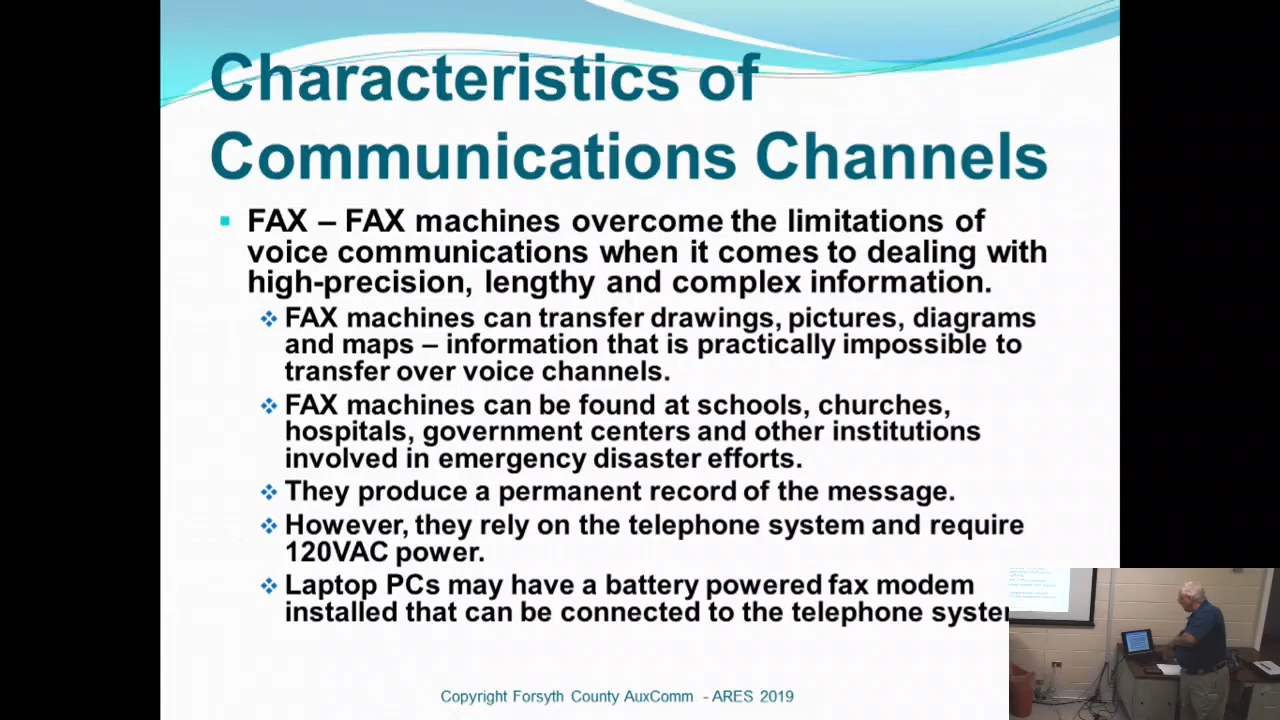 Characteristics of
Communications Channels
FAX – FAX machines overcome the limitations of
voice communications when it comes to dealing with
high-precision, lengthy and complex information.
FAX machines can transfer drawings, pictures, diagrams
and maps – information that is practically impossible to
transfer over voice channels.
FAX machines can be found at schools, churches,
hospitals, government centers and other institutions
involved in emergency disaster efforts.
They produce a permanent record of the message.
However, they rely on the telephone system and require
120VAC power.
Laptop PCs may have a battery powered fax modem
installed that can be connected to the telephone syster
Copyright Forsyth County AuxComm - ARES 2019